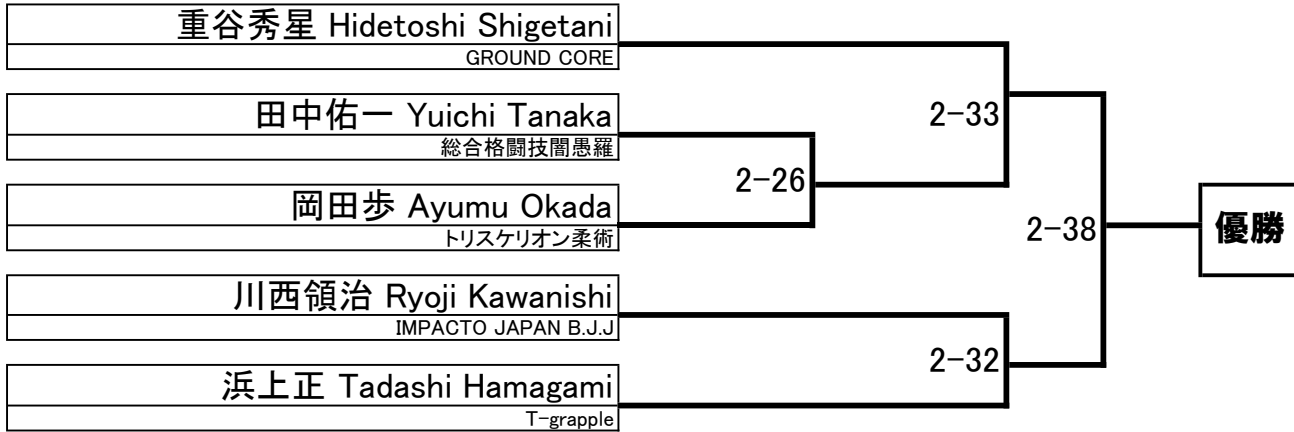 重谷秀星 Hidetoshi Shigetani
GROUND CORE
田中佑一 Yuichi Tanaka
総合格闘技闇愚羅
岡田歩 Ayumu Okada
トリスケリオン柔術
川西領治 Ryoji Kawanishi
IMPACTO JAPAN B.J.J
浜上正 Tadashi Hamagami
T-grapple
2-26
2-33
2-32
2-38
優勝